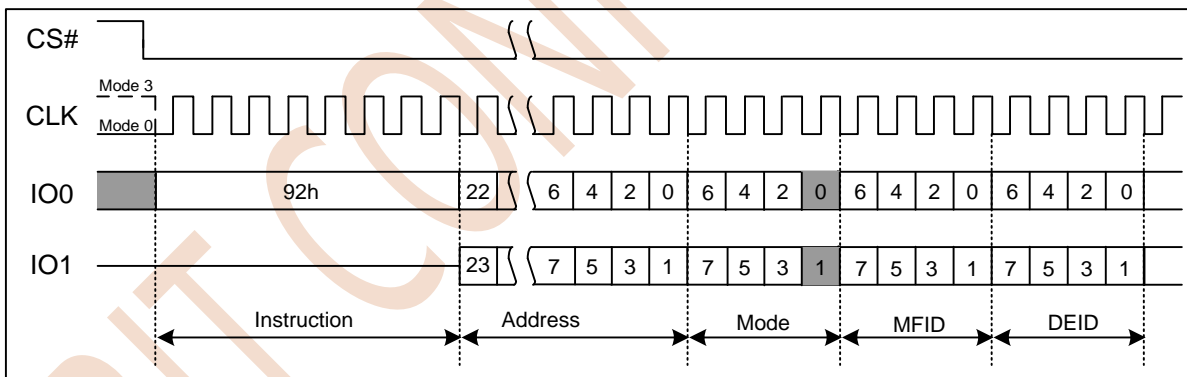 CS#
Mode 3
CLK
Mode 0
IO0 92h 22 6 4 2 0 6 4 2 0 6 4 2 0 6 4 2 0
IO1 23 7 5 3 1 7 5 3 1 7 5 3 1 7 5 3 1
Instruction Address Mode MFID DEID